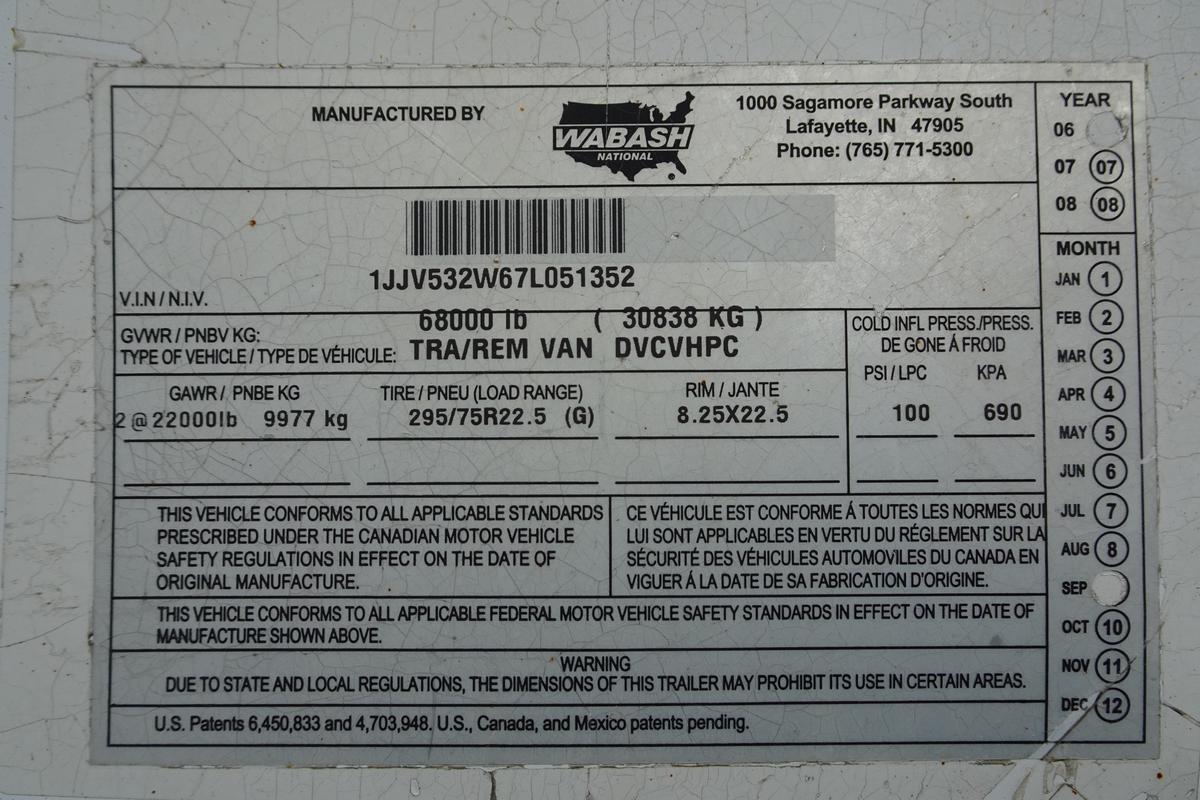 MANUFACTURED BY
WABASH
NATIONAL
®
1000 Sagamore Parkway South
Lafayette, IN 47905
Phone: (765) 771-5300
1JJV532W67L051352
V.I.N / N.I.V.
68000 lb ( 30838 KG )
GVWR / PNBV KG:
TYPE OF VEHICLE / TYPE DE VÉHICULE: TRA/REM VAN DVCVHPC
COLD INFL PRESS./PRESS.
DE GONE Á FROID
PSI / LPC KPA
GAWR / PNBE KG TIRE / PNEU (LOAD RANGE) RIM / JANTE
2 @ 22000lb 9977 kg 295/75R22.5 (G) 8.25X22.5 100 690
THIS VEHICLE CONFORMS TO ALL APPLICABLE STANDARDS
PRESCRIBED UNDER THE CANADIAN MOTOR VEHICLE
SAFETY REGULATIONS IN EFFECT ON THE DATE OF
ORIGINAL MANUFACTURE.
CE VÉHICULE EST CONFORME Á TOUTES LES NORMES QUI
LUI SONT APPLICABLES EN VERTU DU RÉGLEMENT SUR LA
SÉCURITÉ DES VÉHICULES AUTOMOVILES DU CANADA EN
VIGUER Á LA DATE DE SA FABRICATION D'ORIGINE.
THIS VEHICLE CONFORMS TO ALL APPLICABLE FEDERAL MOTOR VEHICLE SAFETY STANDARDS IN EFFECT ON THE DATE OF
MANUFACTURE SHOWN ABOVE.
WARNING
DUE TO STATE AND LOCAL REGULATIONS, THE DIMENSIONS OF THIS TRAILER MAY PROHIBIT ITS USE IN CERTAIN AREAS.
U.S. Patents 6,450,833 and 4,703,948. U.S., Canada, and Mexico patents pending.
YEAR
06
07 07
08 08
MONTH
JAN 1
FEB 2
MAR 3
APR 4
MAY 5
JUN 6
JUL 7
AUG 8
SEP
OCT 10
NOV 11
DEC 12